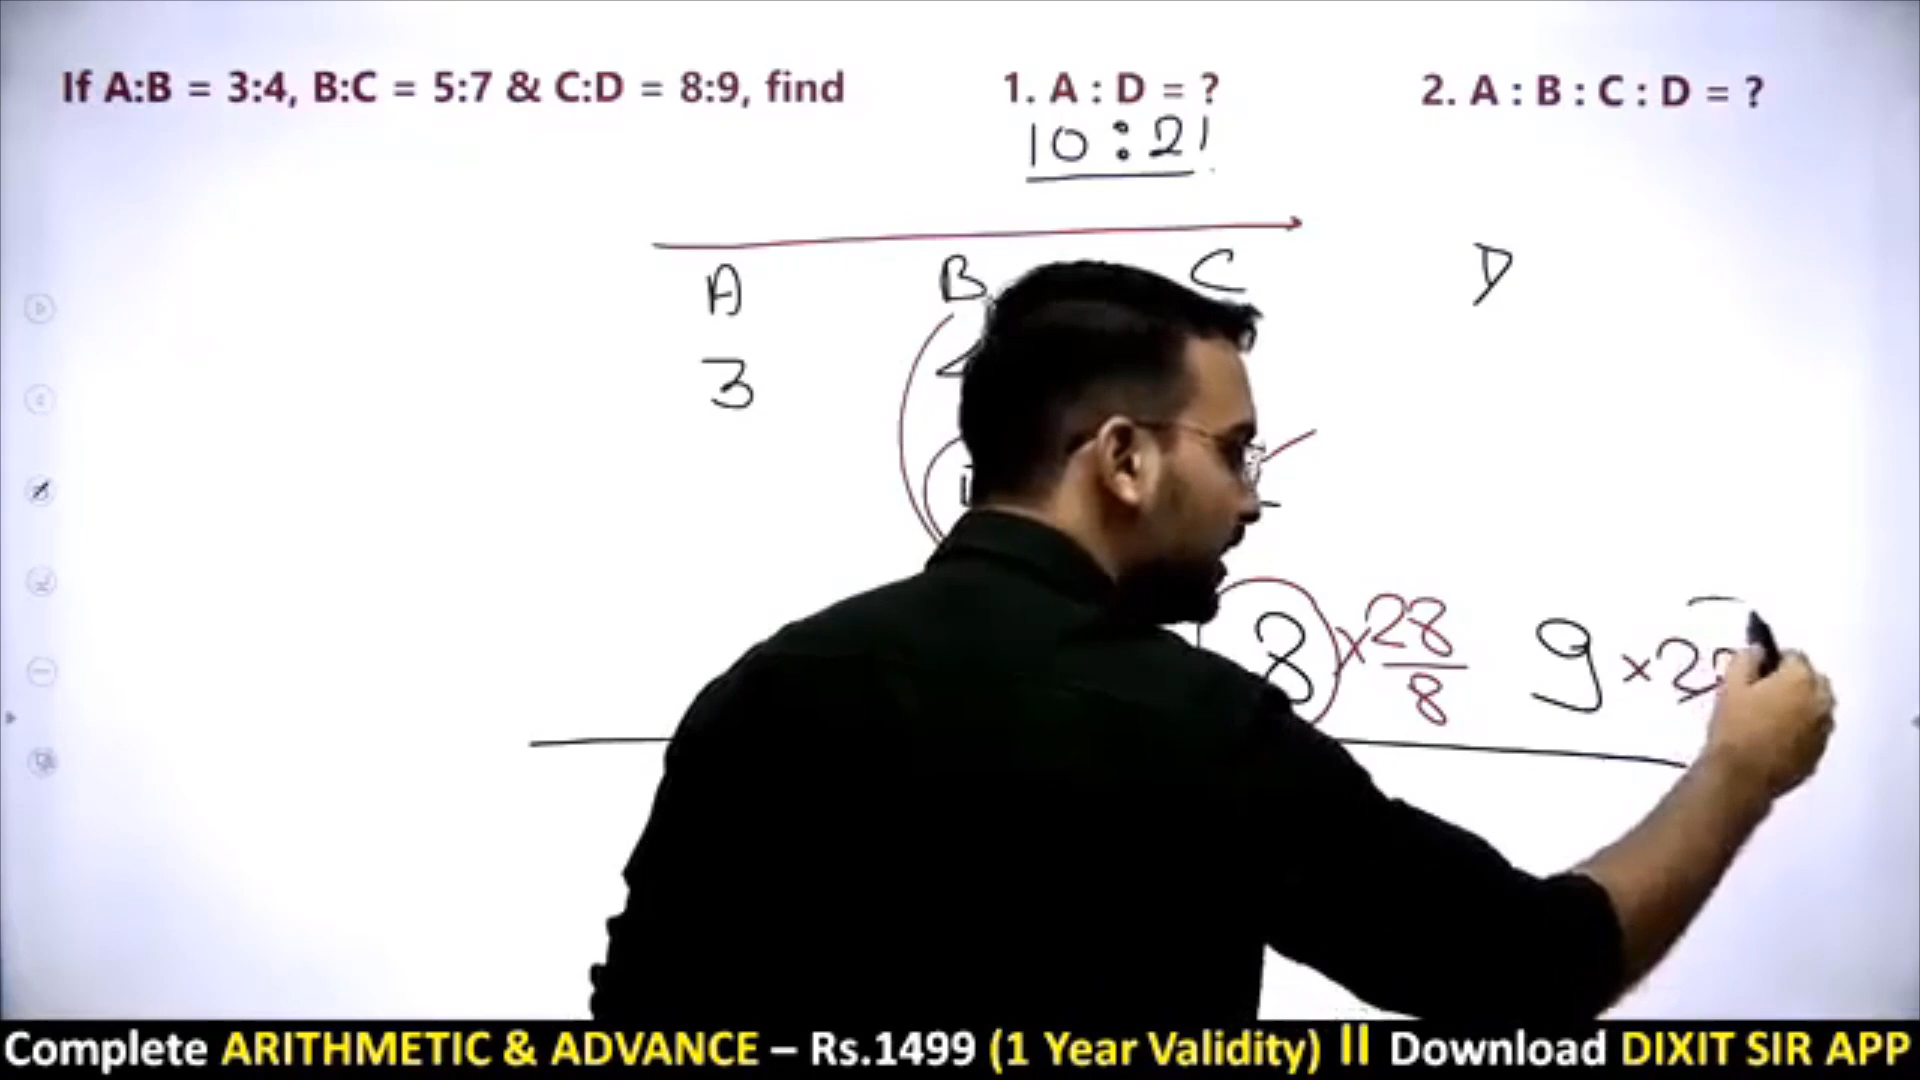 If A:B = 3:4, B:C = 5:7 & C:D = 8:9, find 1. A : D = ? 2. A : B : C : D = ?
10 : 21
A B C D
3
8 × 28/8 9 ×
Complete ARITHMETIC & ADVANCE – Rs.1499 (1 Year Validity) II Download DIXIT SIR APP